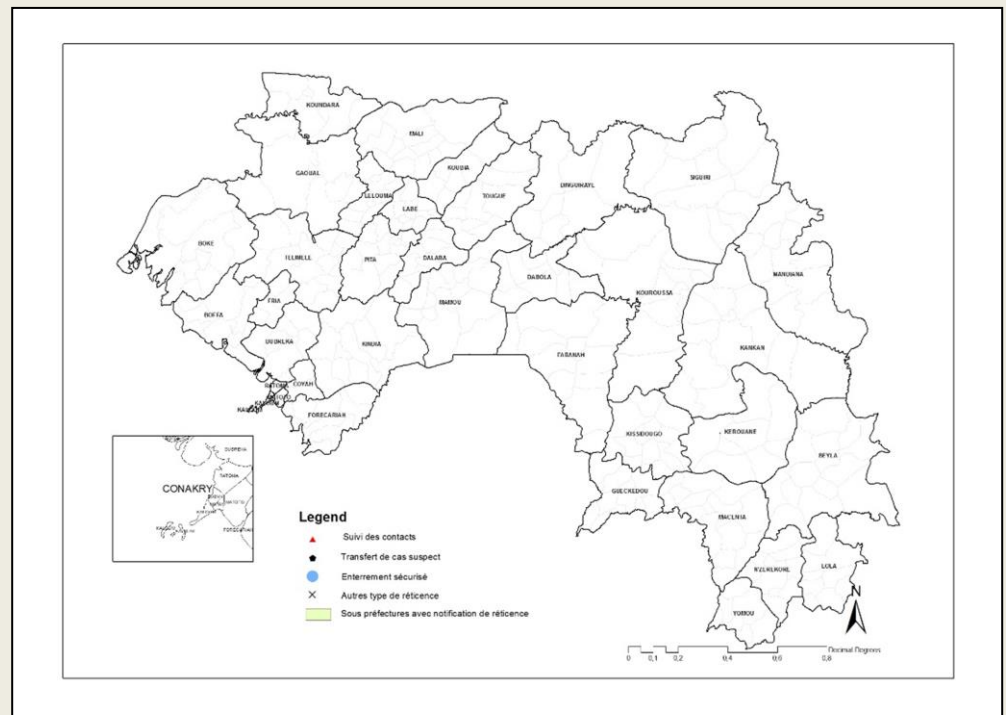 KOUNDARA
MALI
KOUBIA
GAOUAL
SIGUIRI
LELOUMA
TOUGUE
LABE
BOKE
MANDIANA
PITA
DALABA
DABOLA
KOUROUSSA
FRIA
MAMOU
BOFFA
KANKAN
KINDIA
FARANAH
COYAH
FORECARIAH
KISSIDOUGO
KEROUANE
BEYLA
GUECKEDOU
CONAKRY
LOLA
YOMOU
N
Legend
Suivi des contacts
Transfert de cas suspect
Enterrement sécurisé
Autres type de réticence
Sous préfectures avec notification de réticence
Decimal Degrees
0 0,1 0,2 0,4 0,6 0,8